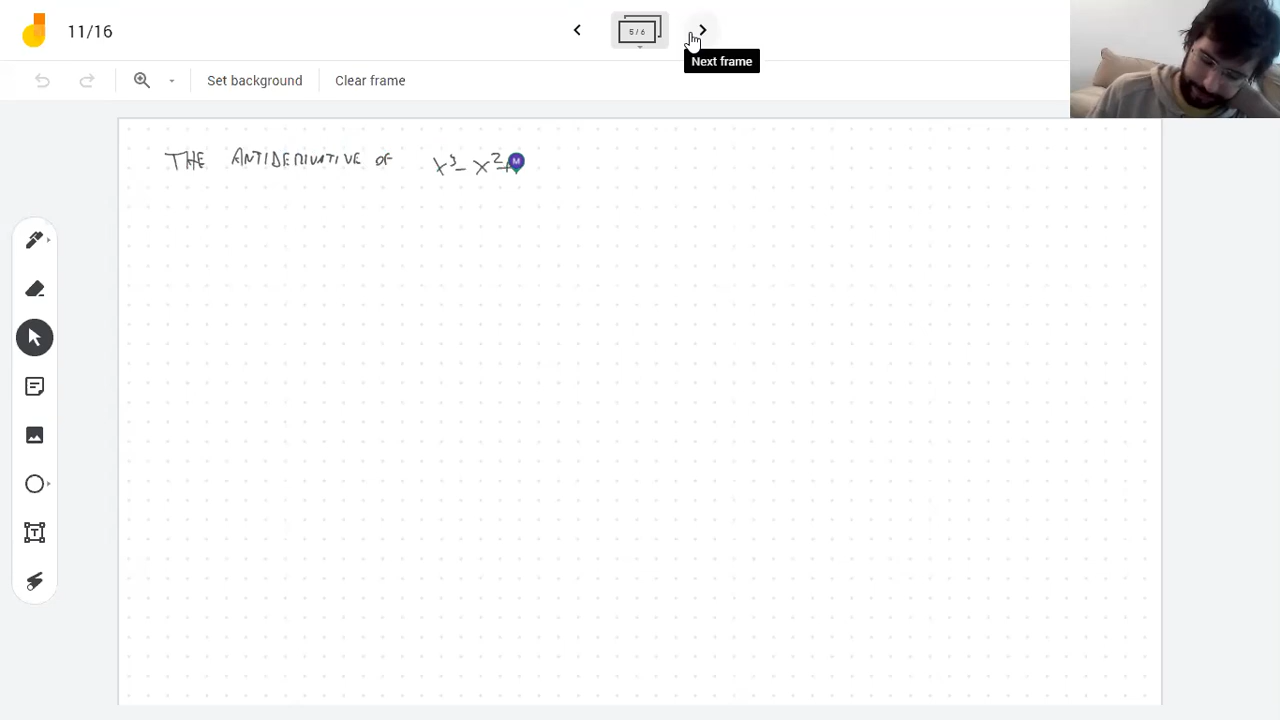 11/16
5 / 6
Next frame
Set background
Clear frame
THE ANTIDERIVATIVE OF x³ - x² +
M
T